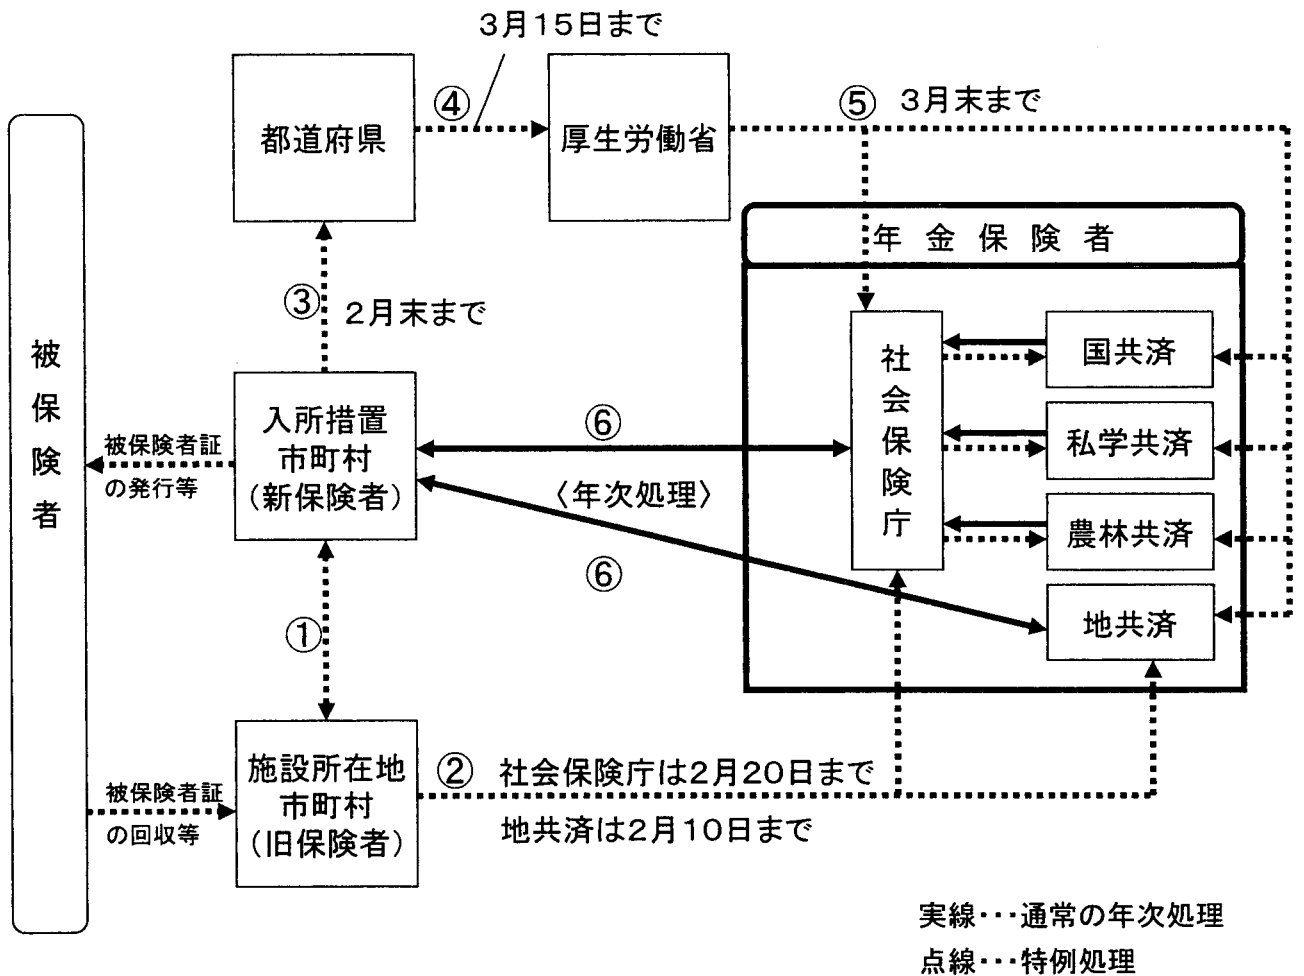 3月15日まで
④
⑤
3月末まで
都道府県
厚生労働省
年金保険者
③
2月末まで
被保険者
社会保険庁
国共済
私学共済
農林共済
地共済
入所措置
市町村
(新保険者)
被保険者証
の発行等
⑥
〈年次処理〉
⑥
①
施設所在地
市町村
(旧保険者)
被保険者証
の回収等
②
社会保険庁は2月20日まで
地共済は2月10日まで
実線･･･通常の年次処理
点線･･･特例処理